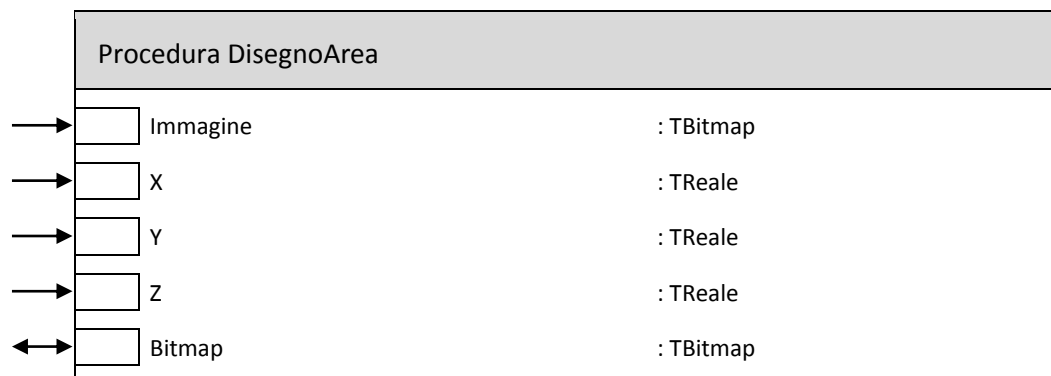 Procedura DisegnoArea
Immagine : TBitmap
X : TReale
Y : TReale
Z : TReale
Bitmap : TBitmap